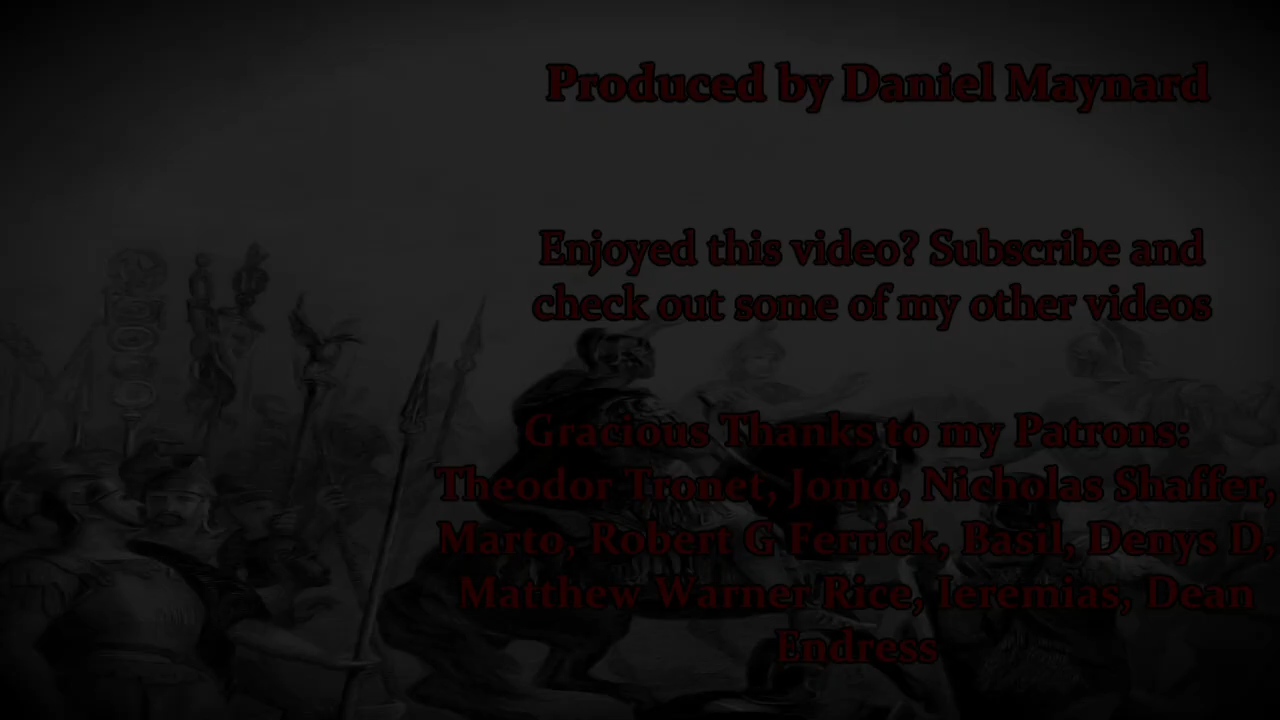 Produced by Daniel Maynard
Enjoyed this video? Subscribe and
check out some of my other videos
Gracious Thanks to my Patrons:
Theodor Tronet, Jomo, Nicholas Shaffer,
Marto, Robert G Ferrick, Basil, Denys D,
Matthew Warner Rice, Ieremias, Dean
Endress